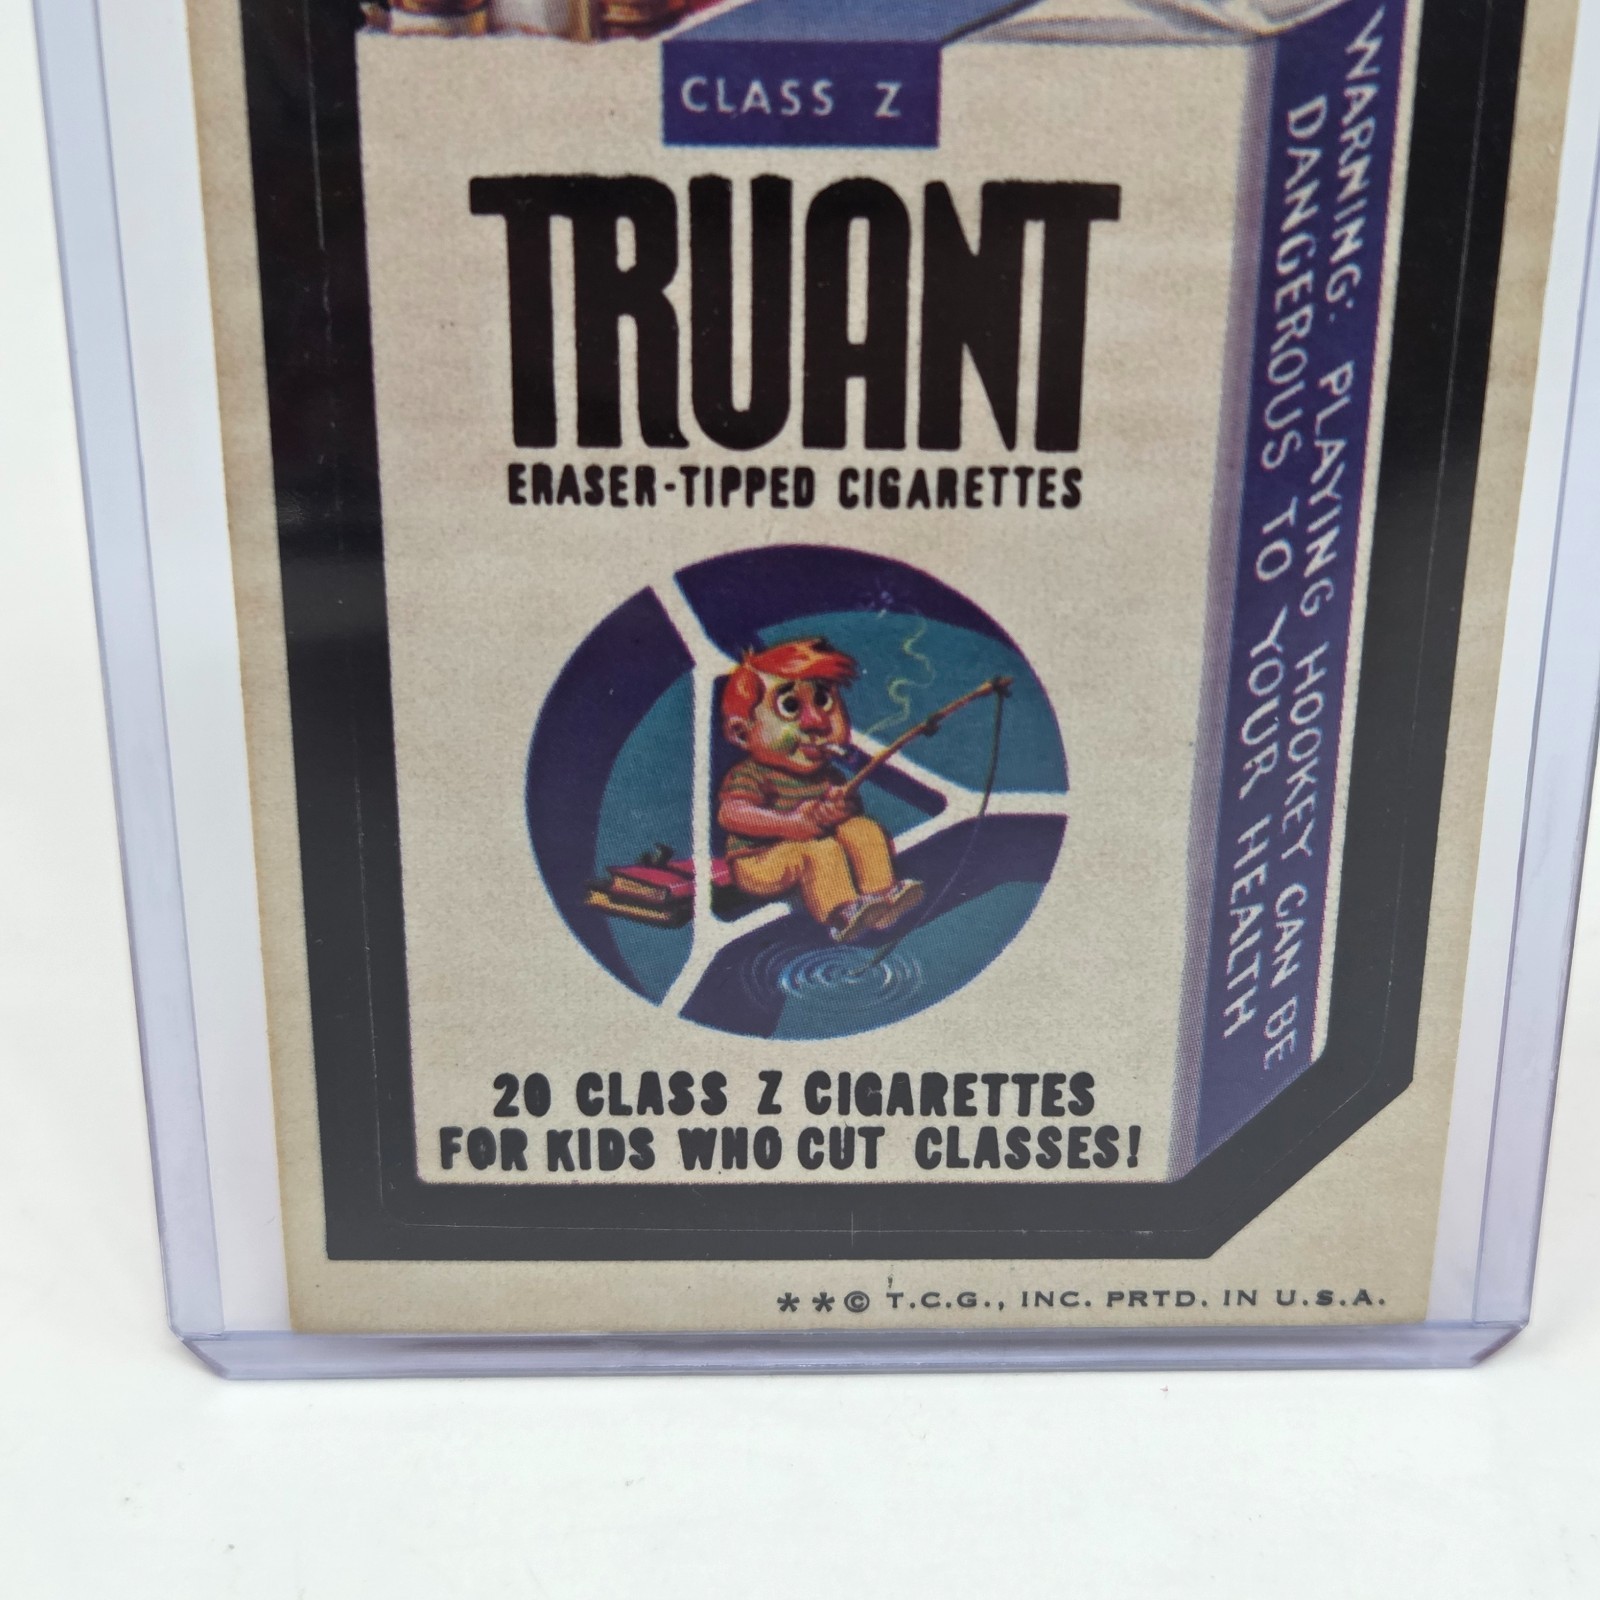 CLASS Z
TRUANT
ERASER-TIPPED CIGARETTES
20 CLASS Z CIGARETTES
FOR KIDS WHO CUT CLASSES!
WARNING: PLAYING HOOKEY CAN BE
DANGEROUS TO YOUR HEALTH
**© T.C.G., INC. PRTD. IN U.S.A.